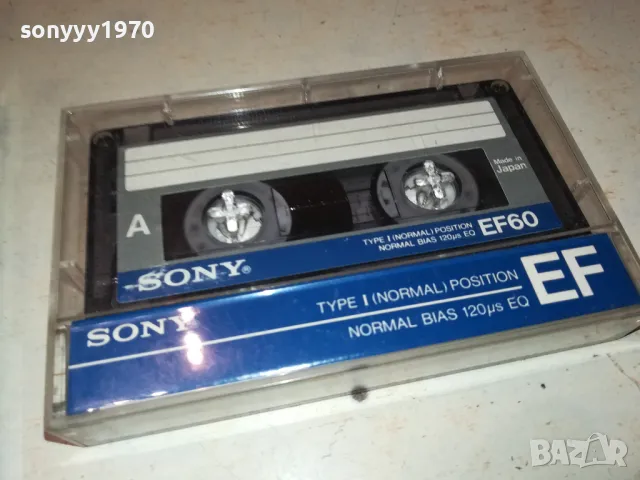 sonyyy1970
Made in
Japan
A
SONY®
TYPE I (NORMAL) POSITION
NORMAL BIAS 120µs EQ
EF60
SONY
TYPE I (NORMAL) POSITION
NORMAL BIAS 120µs EQ
EF
BAZAR